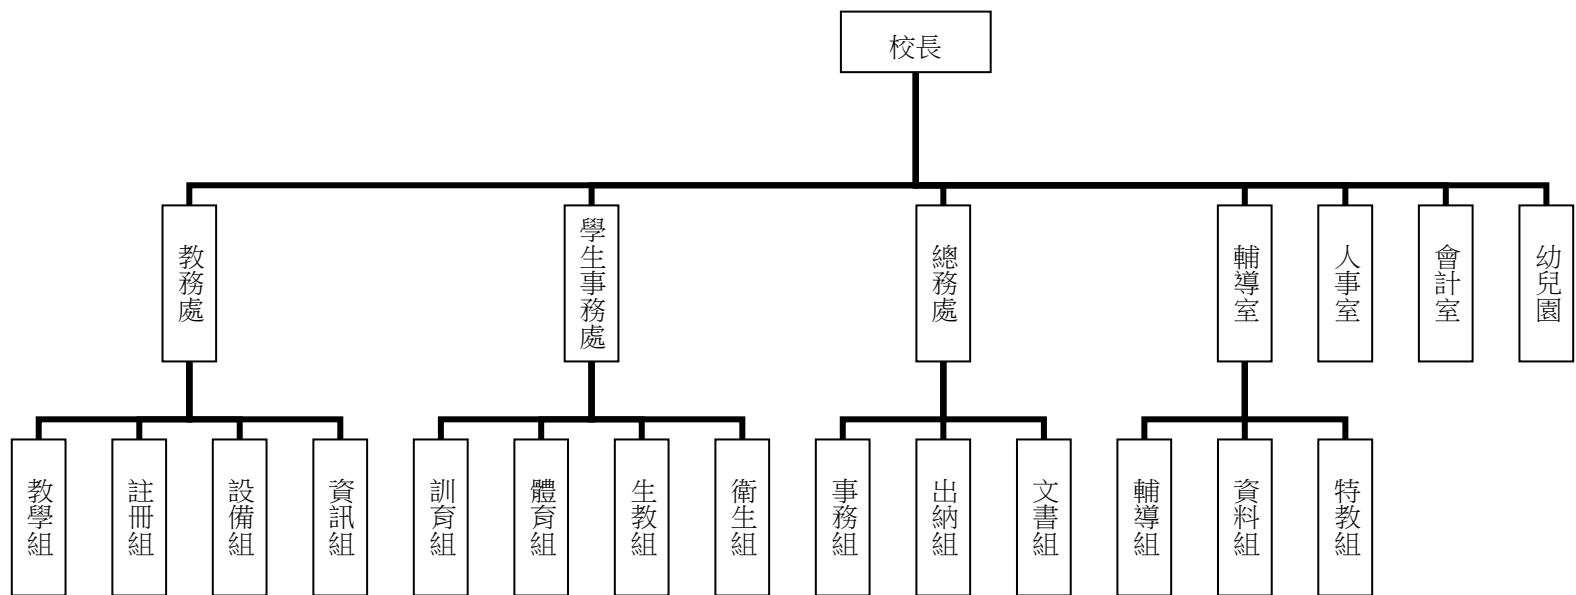 校長
教務處
學生事務處
總務處
輔導室
人事室
會計室
幼兒園
教學組
註冊組
設備組
資訊組
訓育組
體育組
生教組
衛生組
事務組
出納組
文書組
輔導組
資料組
特教組